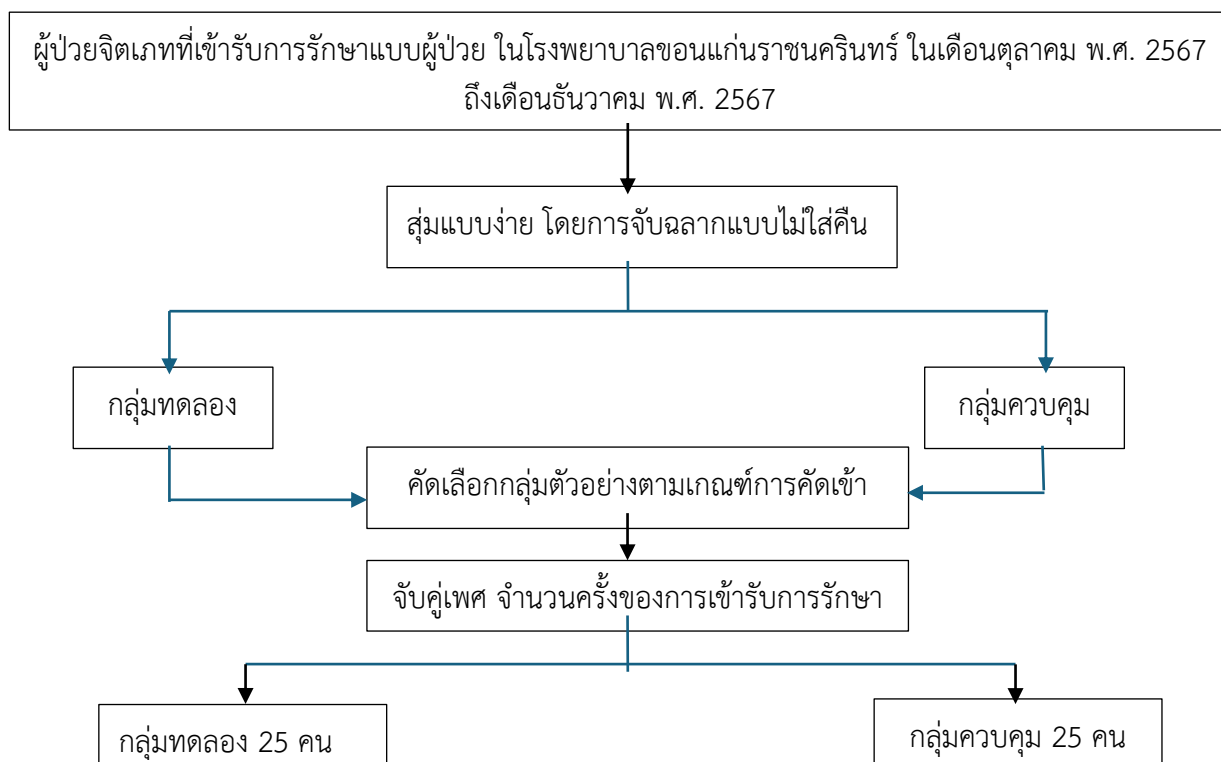 ผู้ป่วยจิตเภทที่เข้ารับการรักษาแบบผู้ป่วย ในโรงพยาบาลขอนแก่นราชนครินทร์ ในเดือนตุลาคม พ.ศ. 2567
ถึงเดือนธันวาคม พ.ศ. 2567
สุ่มแบบง่าย โดยการจับฉลากแบบไม่ใส่คืน
กลุ่มทดลอง
กลุ่มควบคุม
คัดเลือกกลุ่มตัวอย่างตามเกณฑ์การคัดเข้า
จับคู่เพศ จำนวนครั้งของการเข้ารับการรักษา
กลุ่มทดลอง 25 คน
กลุ่มควบคุม 25 คน